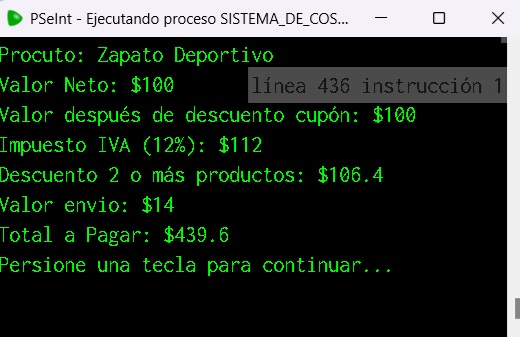 PSeInt - Ejecutando proceso SISTEMA_DE_COS...
Procuto: Zapato Deportivo
Valor Neto: $100
línea 436 instrucción 1
Valor después de descuento cupón: $100
Impuesto IVA (12%): $112
Descuento 2 o más productos: $106.4
Valor envio: $14
Total a Pagar: $439.6
Persione una tecla para continuar...